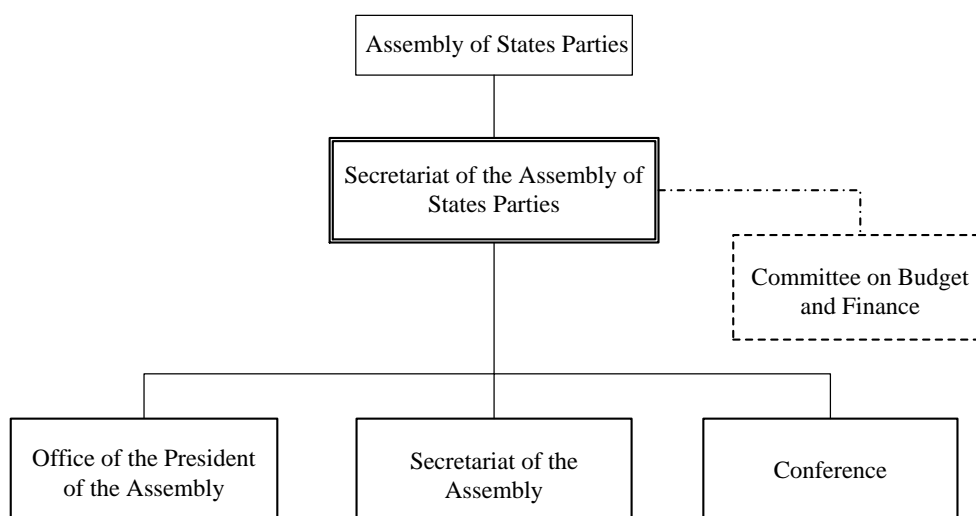 Assembly of States Parties
Secretariat of the Assembly of
States Parties
Committee on Budget
and Finance
Office of the President
of the Assembly
Secretariat of the
Assembly
Conference